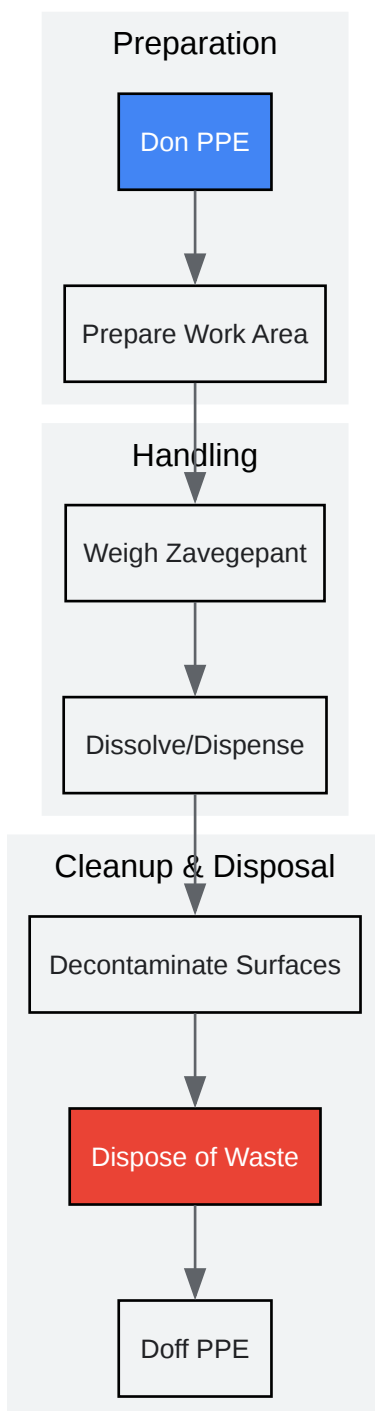 Preparation
Don PPE
Prepare Work Area
Handling
Weigh Zavegepant
Dissolve/Dispense
Cleanup & Disposal
Decontaminate Surfaces
Dispose of Waste
Doff PPE